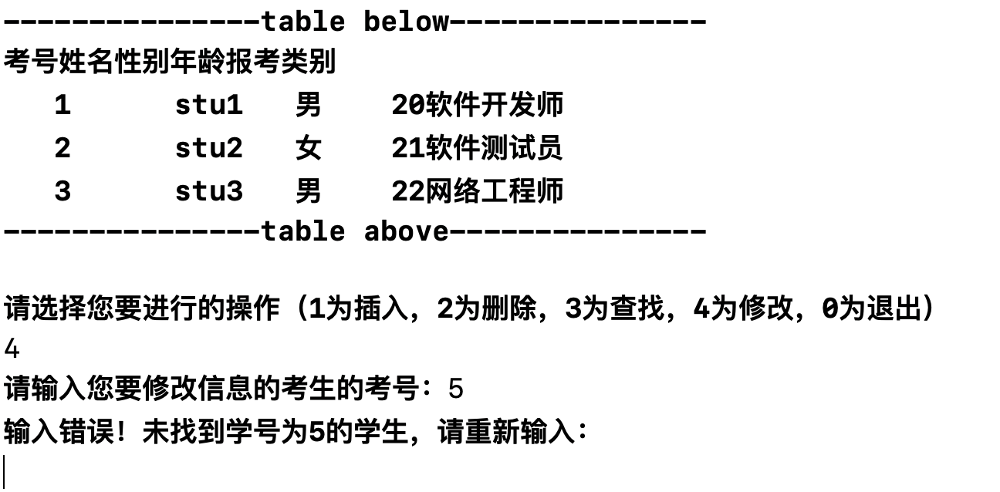 ---------------table below---------------
考号姓名性别年龄报考类别
1 stu1 男 20软件开发师
2 stu2 女 21软件测试员
3 stu3 男 22网络工程师
---------------table above---------------
请选择您要进行的操作（1为插入，2为删除，3为查找，4为修改，0为退出）
4
请输入您要修改信息的考生的考号：5
输入错误！未找到学号为5的学生，请重新输入：